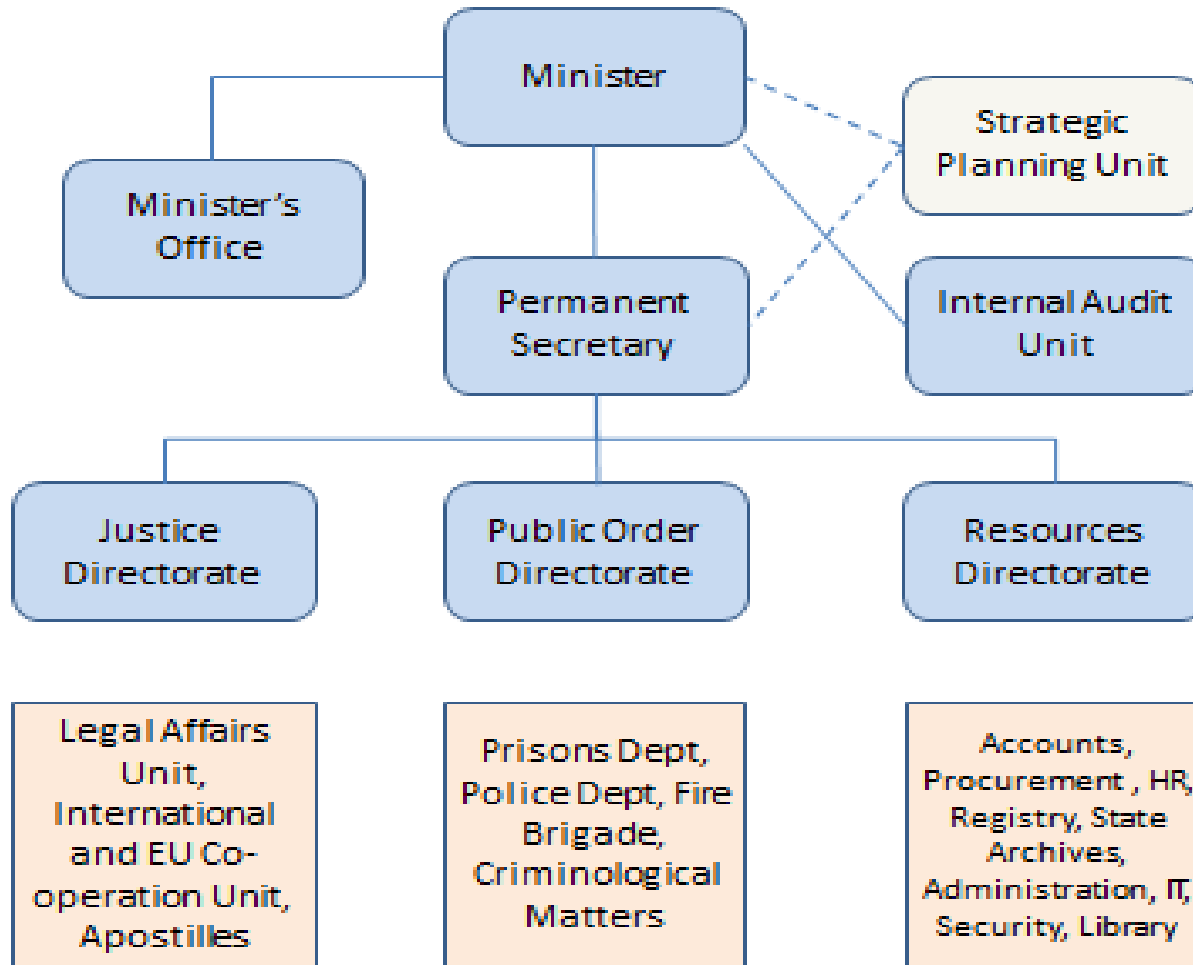 Minister
Strategic
Planning Unit
Minister’s
Office
Permanent
Secretary
Internal Audit
Unit
Justice
Directorate
Public Order
Directorate
Resources
Directorate
Legal Affairs
Unit,
International
and EU Co-
operation Unit,
Apostilles
Prisons Dept,
Police Dept, Fire
Brigade,
Criminological
Matters
Accounts,
Procurement , HR,
Registry, State
Archives,
Administration, IT,
Security, Library